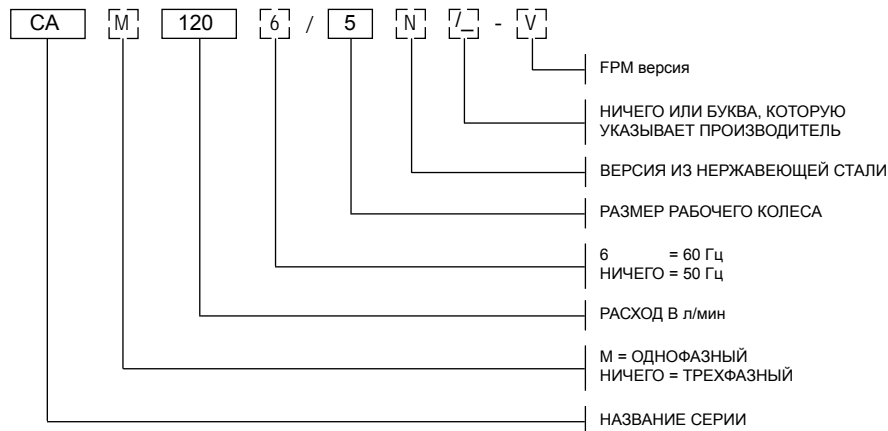 CA M 120 6 / 5 N /_ - V
FPM версия
НИЧЕГО ИЛИ БУКВА, КОТОРУЮ
УКАЗЫВАЕТ ПРОИЗВОДИТЕЛЬ
ВЕРСИЯ ИЗ НЕРЖАВЕЮЩЕЙ СТАЛИ
РАЗМЕР РАБОЧЕГО КОЛЕСА
6 = 60 Гц
НИЧЕГО = 50 Гц
РАСХОД В л/мин
М = ОДНОФАЗНЫЙ
НИЧЕГО = ТРЕХФАЗНЫЙ
НАЗВАНИЕ СЕРИИ